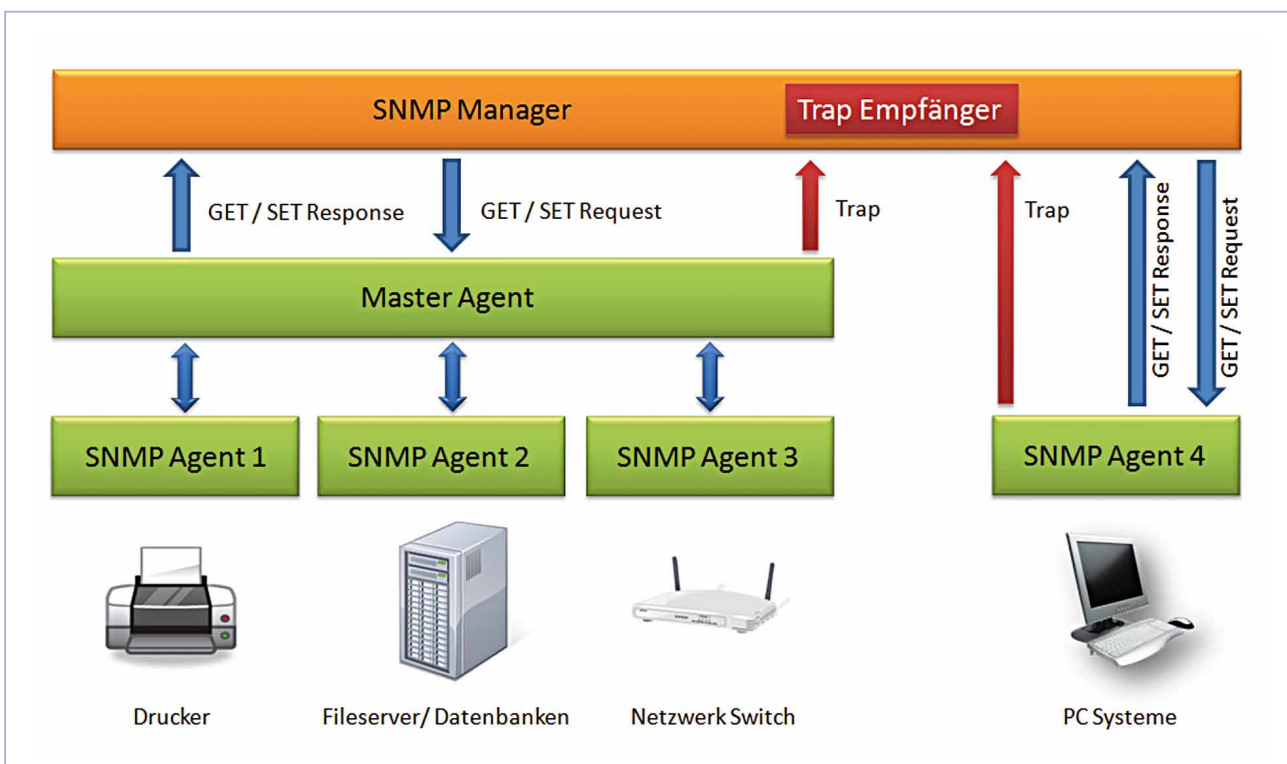 SNMP Manager
Trap Empfänger
GET / SET Response
GET / SET Request
Trap
Trap
GET / SET Response
GET / SET Request
Master Agent
SNMP Agent 1
SNMP Agent 2
SNMP Agent 3
SNMP Agent 4
Drucker
Fileserver/ Datenbanken
Netzwerk Switch
PC Systeme